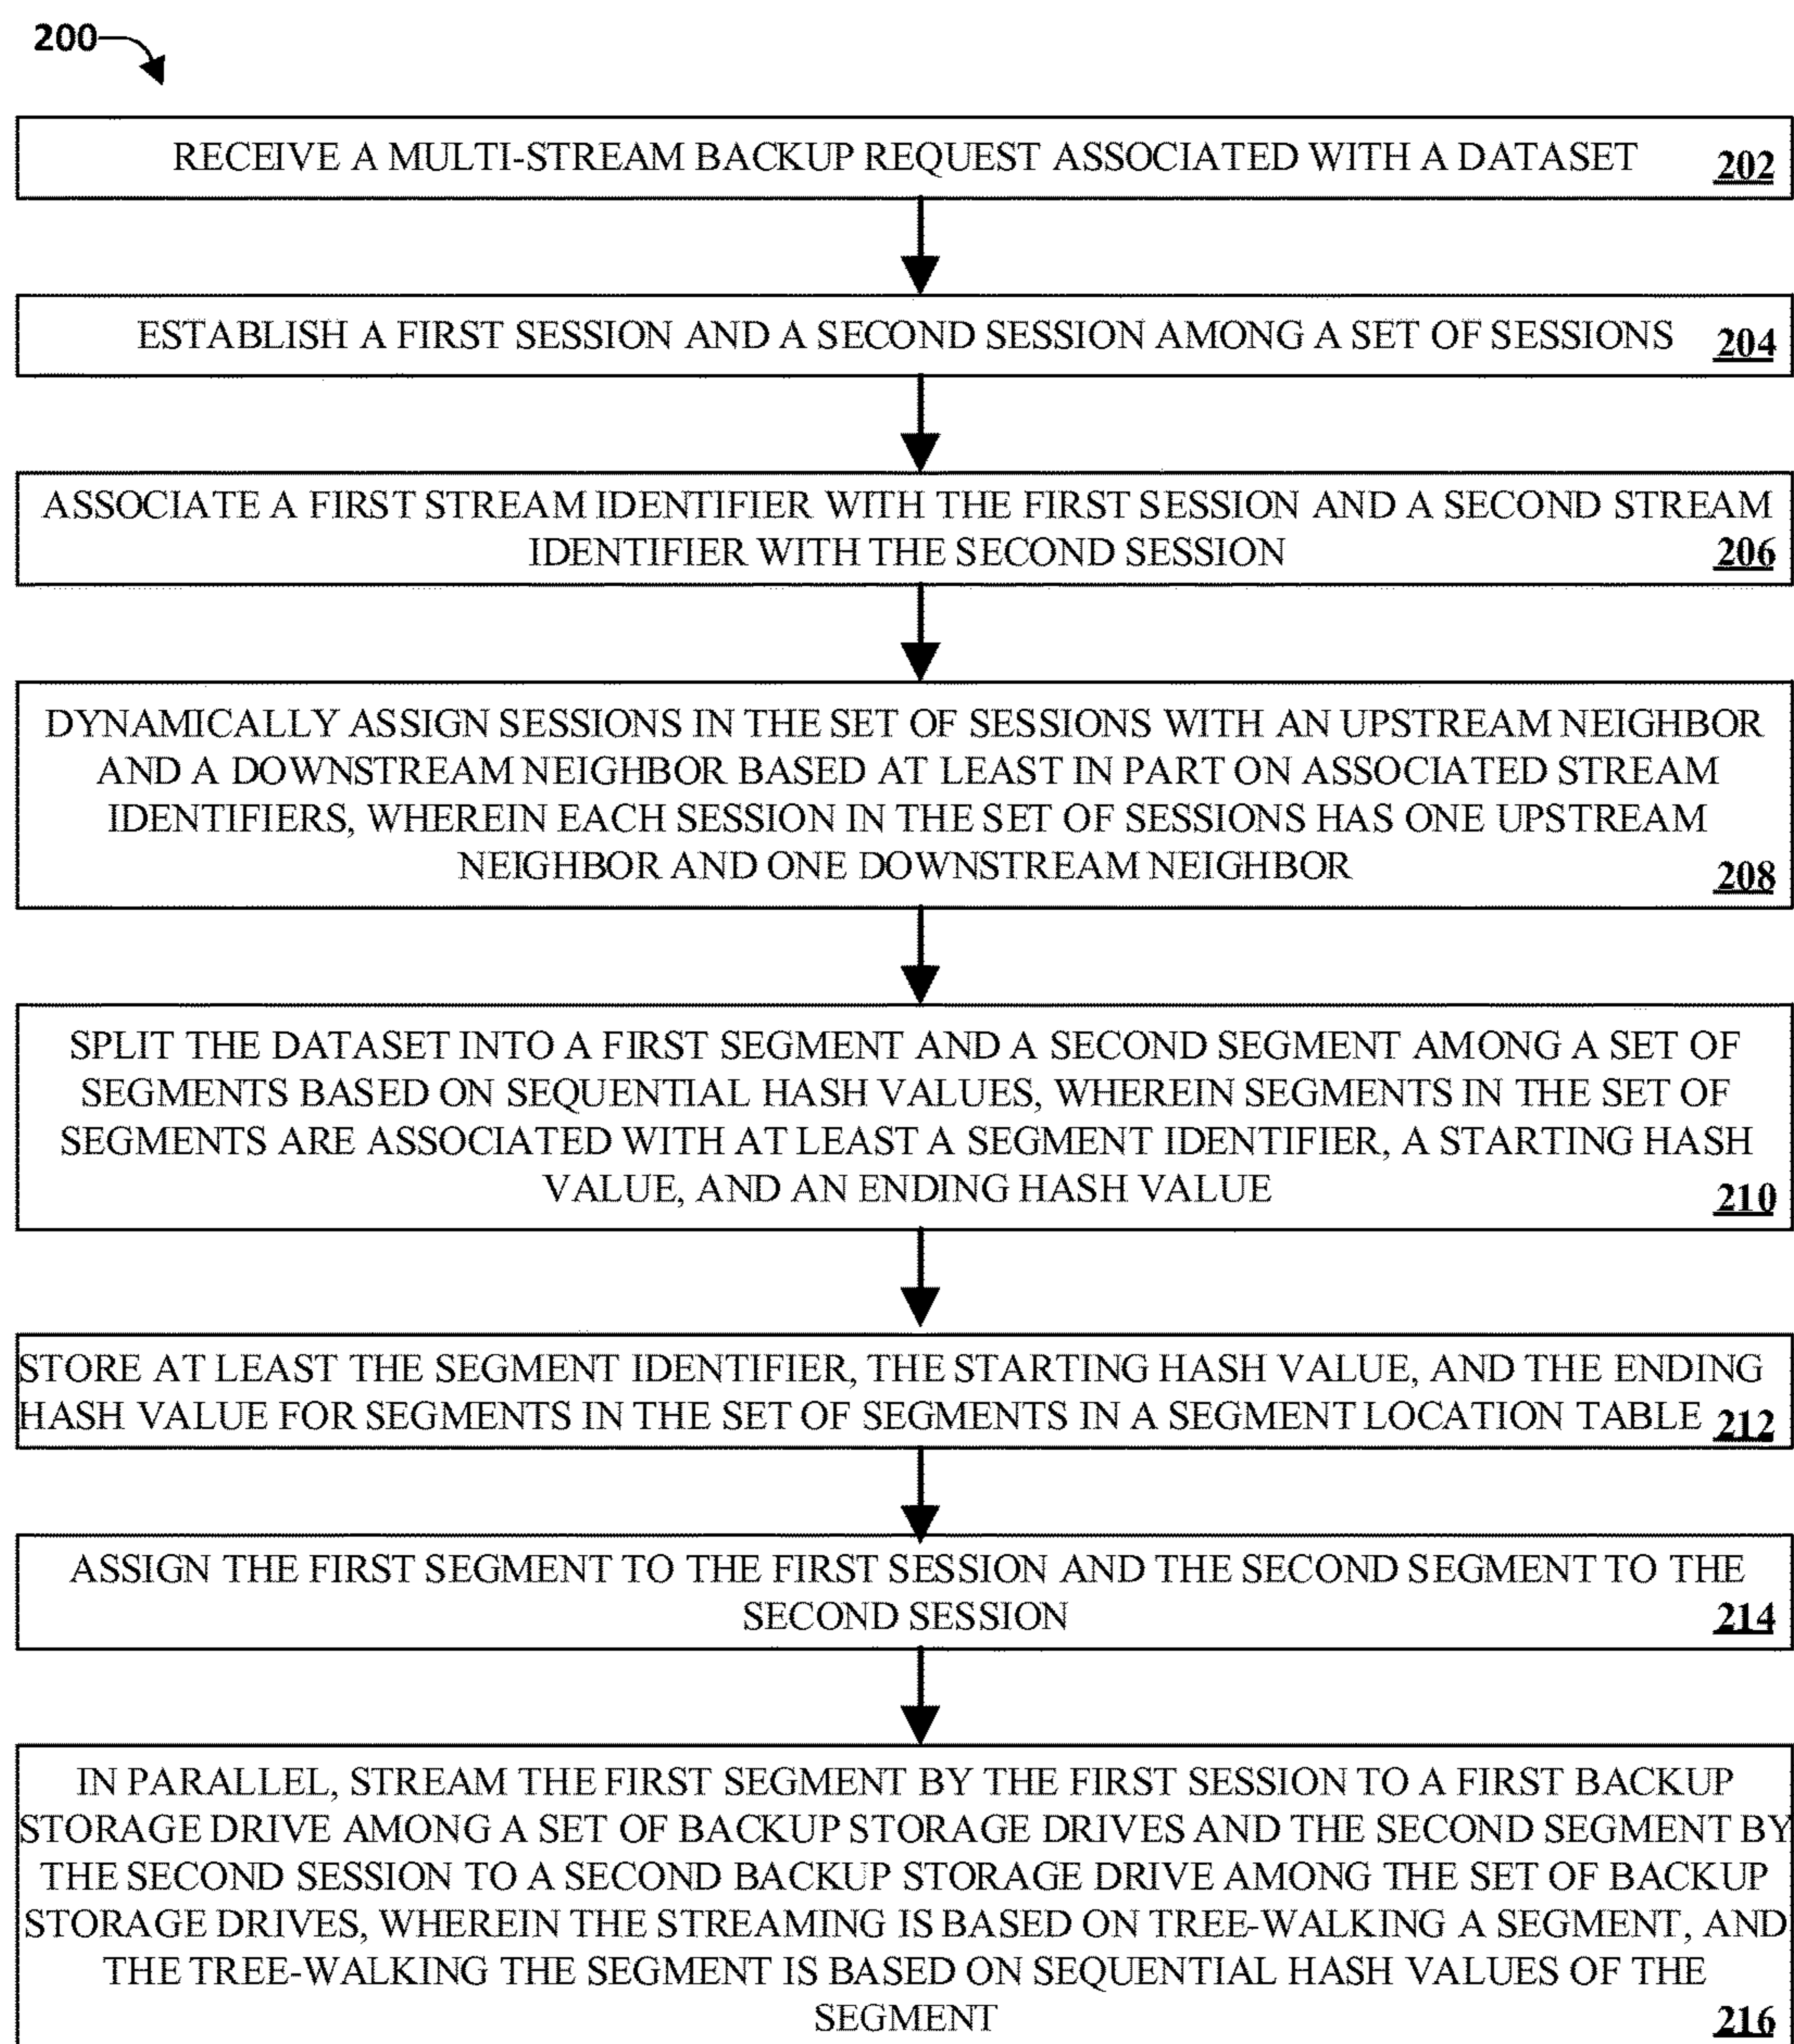 200
RECEIVE A MULTI-STREAM BACKUP REQUEST ASSOCIATED WITH A DATASET 202
ESTABLISH A FIRST SESSION AND A SECOND SESSION AMONG A SET OF SESSIONS 204
ASSOCIATE A FIRST STREAM IDENTIFIER WITH THE FIRST SESSION AND A SECOND STREAM
IDENTIFIER WITH THE SECOND SESSION 206
DYNAMICALLY ASSIGN SESSIONS IN THE SET OF SESSIONS WITH AN UPSTREAM NEIGHBOR
AND A DOWNSTREAM NEIGHBOR BASED AT LEAST IN PART ON ASSOCIATED STREAM
IDENTIFIERS, WHEREIN EACH SESSION IN THE SET OF SESSIONS HAS ONE UPSTREAM
NEIGHBOR AND ONE DOWNSTREAM NEIGHBOR 208
SPLIT THE DATASET INTO A FIRST SEGMENT AND A SECOND SEGMENT AMONG A SET OF
SEGMENTS BASED ON SEQUENTIAL HASH VALUES, WHEREIN SEGMENTS IN THE SET OF
SEGMENTS ARE ASSOCIATED WITH AT LEAST A SEGMENT IDENTIFIER, A STARTING HASH
VALUE, AND AN ENDING HASH VALUE 210
STORE AT LEAST THE SEGMENT IDENTIFIER, THE STARTING HASH VALUE, AND THE ENDING
HASH VALUE FOR SEGMENTS IN THE SET OF SEGMENTS IN A SEGMENT LOCATION TABLE 212
ASSIGN THE FIRST SEGMENT TO THE FIRST SESSION AND THE SECOND SEGMENT TO THE
SECOND SESSION 214
IN PARALLEL, STREAM THE FIRST SEGMENT BY THE FIRST SESSION TO A FIRST BACKUP
STORAGE DRIVE AMONG A SET OF BACKUP STORAGE DRIVES AND THE SECOND SEGMENT BY
THE SECOND SESSION TO A SECOND BACKUP STORAGE DRIVE AMONG THE SET OF BACKUP
STORAGE DRIVES, WHEREIN THE STREAMING IS BASED ON TREE-WALKING A SEGMENT, AND
THE TREE-WALKING THE SEGMENT IS BASED ON SEQUENTIAL HASH VALUES OF THE
SEGMENT 216